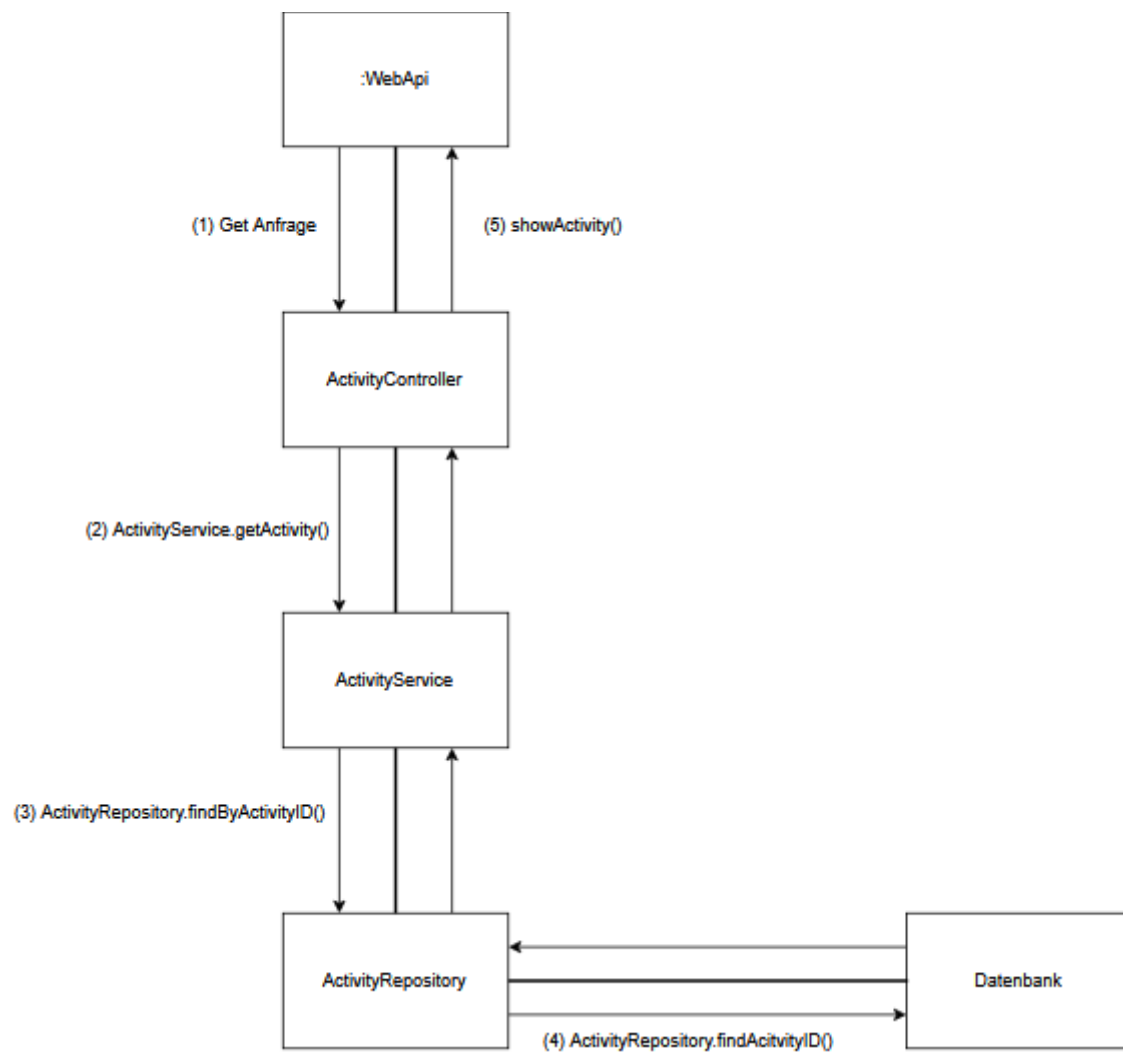 :WebApi
(1) Get Anfrage
(5) showActivity()
ActivityController
(2) ActivityService.getActivity()
ActivityService
(3) ActivityRepository.findByActivityID()
ActivityRepository
Datenbank
(4) ActivityRepository.findAcitvityID()